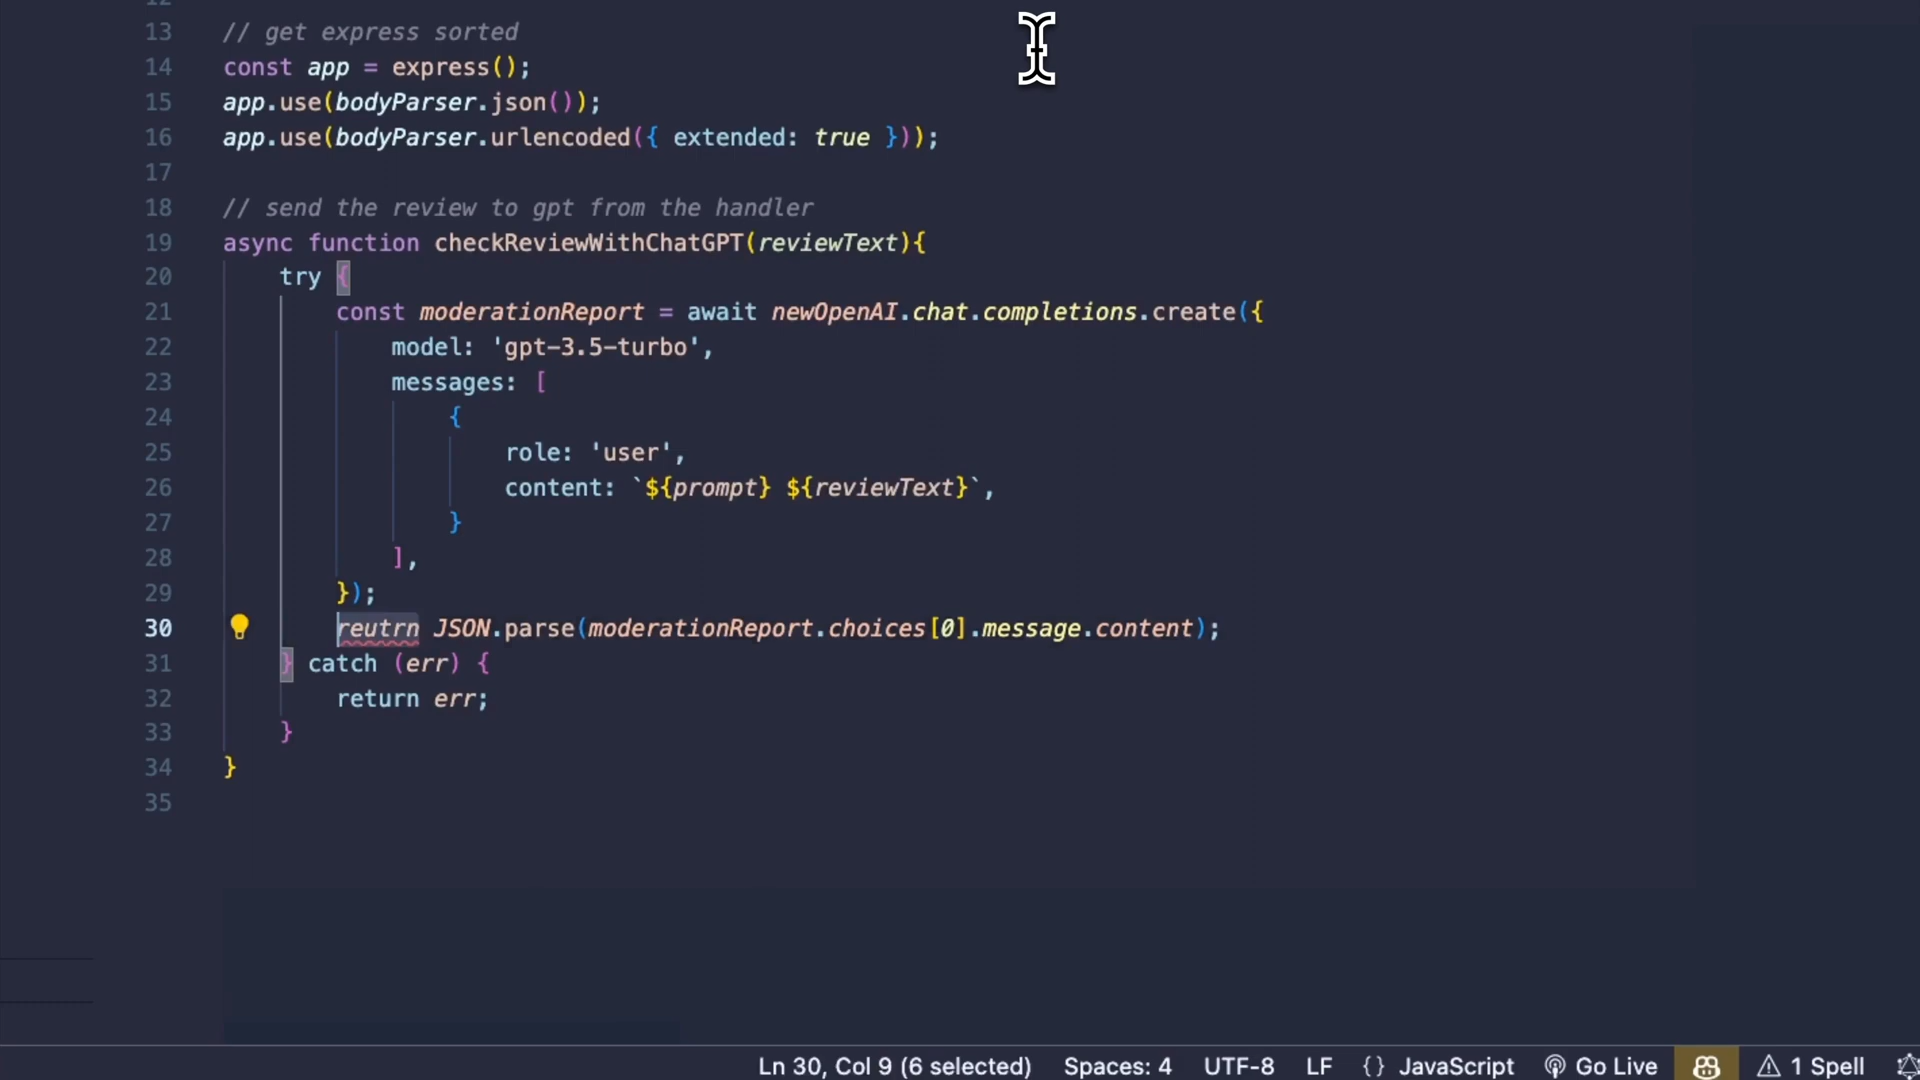 13 // get express sorted
14 const app = express();
15 app.use(bodyParser.json());
16 app.use(bodyParser.urlencoded({ extended: true }));
17
18 // send the review to gpt from the handler
19 async function checkReviewWithChatGPT(reviewText){
20 try {
21 const moderationReport = await newOpenAI.chat.completions.create({
22 model: 'gpt-3.5-turbo',
23 messages: [
24 {
25 role: 'user',
26 content: `${prompt} ${reviewText}`,
27 }
28 ],
29 });
30 reutrn JSON.parse(moderationReport.choices[0].message.content);
31 } catch (err) {
32 return err;
33 }
34 }
35
Ln 30, Col 9 (6 selected) Spaces: 4 UTF-8 LF {} JavaScript Go Live 1 Spell